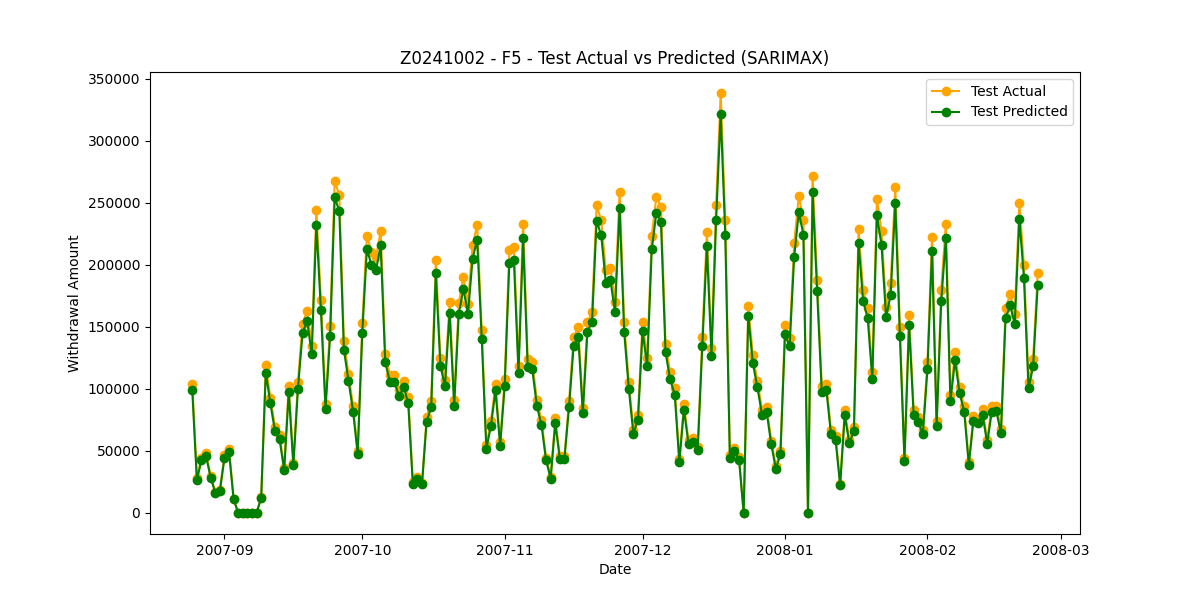 Z0241002 - F5 - Test Actual vs Predicted (SARIMAX)
Test Actual
Test Predicted
Withdrawal Amount
350000
300000
250000
200000
150000
100000
50000
0
2007-09 2007-10 2007-11 2007-12 2008-01 2008-02 2008-03
Date